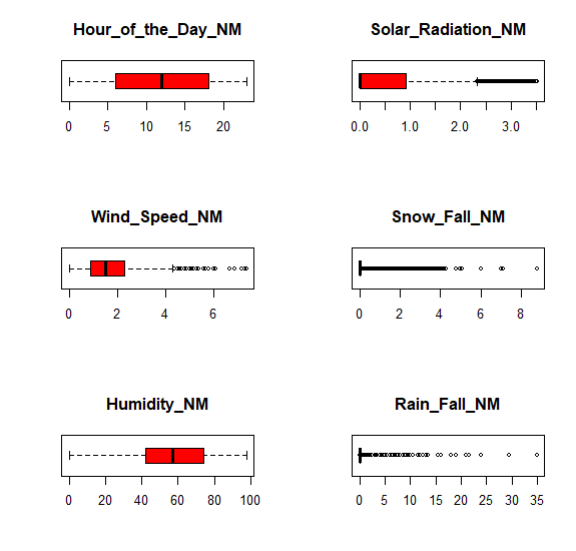 Hour_of_the_Day_NM
0 5 10 15 20
Solar_Radiation_NM
0.0 1.0 2.0 3.0
Wind_Speed_NM
0 2 4 6
Snow_Fall_NM
0 2 4 6 8
Humidity_NM
0 20 40 60 80 100
Rain_Fall_NM
0 5 10 15 20 25 30 35